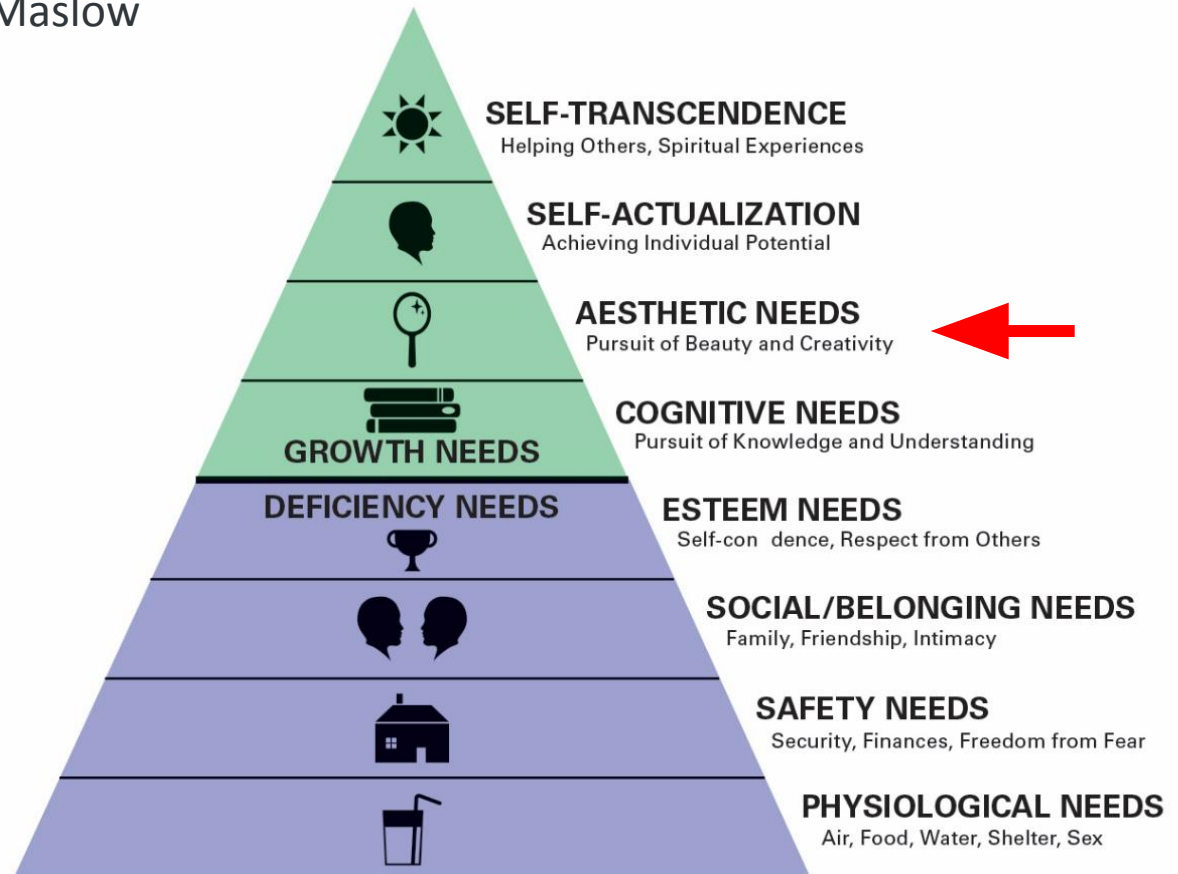 Maslow
SELF-TRANSCENDENCE
Helping Others, Spiritual Experiences
SELF-ACTUALIZATION
Achieving Individual Potential
AESTHETIC NEEDS
Pursuit of Beauty and Creativity
COGNITIVE NEEDS
Pursuit of Knowledge and Understanding
GROWTH NEEDS
DEFICIENCY NEEDS
ESTEEM NEEDS
Self-con dence, Respect from Others
SOCIAL/BELONGING NEEDS
Family, Friendship, Intimacy
SAFETY NEEDS
Security, Finances, Freedom from Fear
PHYSIOLOGICAL NEEDS
Air, Food, Water, Shelter, Sex